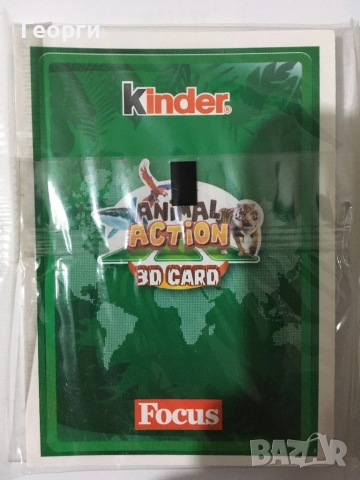 Георги
Kinder®
ANIMAL
ACTION
3D CARD
Focus
BAZAR